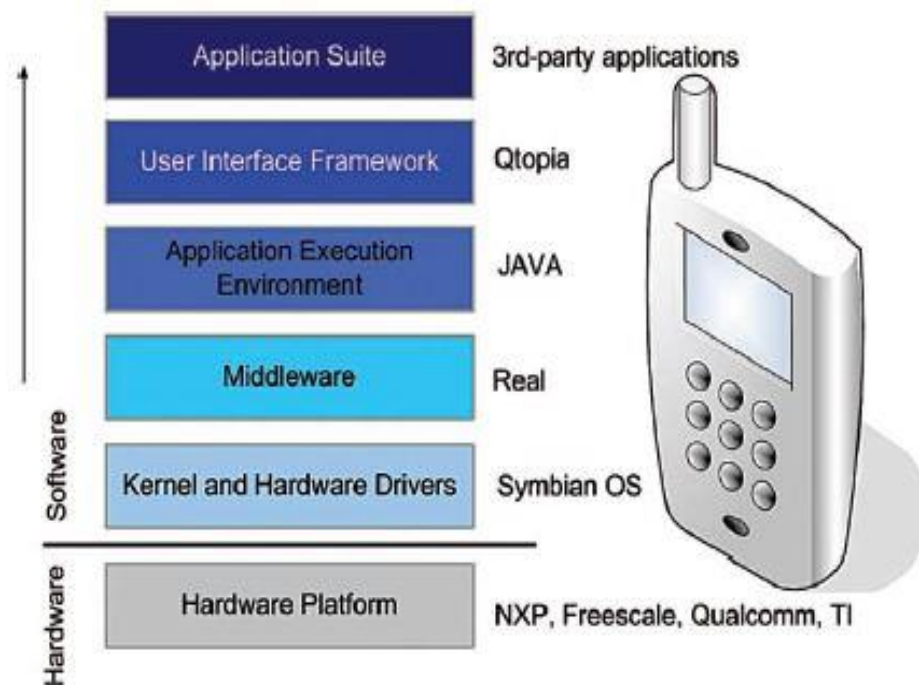 Application Suite
3rd-party applications
User Interface Framework
Qtopia
Application Execution
Environment
JAVA
Middleware
Real
Software
Kernel and Hardware Drivers
Symbian OS
Hardware
Hardware Platform
NXP, Freescale, Qualcomm, TI